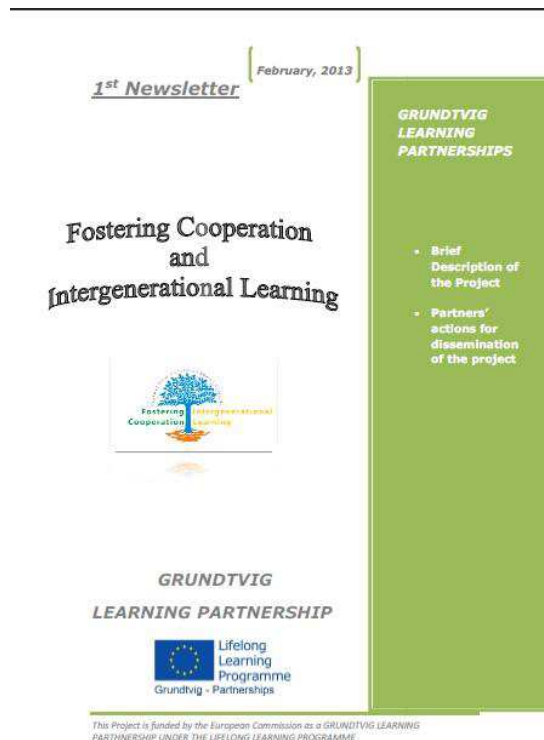 February, 2013
1st Newsletter
GRUNDTVIG
LEARNING
PARTNERSHIPS
• Brief
Description of
the Project
• Partners'
actions for
dissemination
of the project
Fostering Cooperation
and
Intergenerational Learning
Fostering Intergenerational
Cooperation Learning
GRUNDTVIG
LEARNING PARTNERSHIP
Lifelong
Learning
Programme
Grundtvig - Partnerships
This Project is funded by the European Commission as a GRUNDTVIG LEARNING
PARTNERSHIP UNDER THE LIFELONG LEARNING PROGRAMME